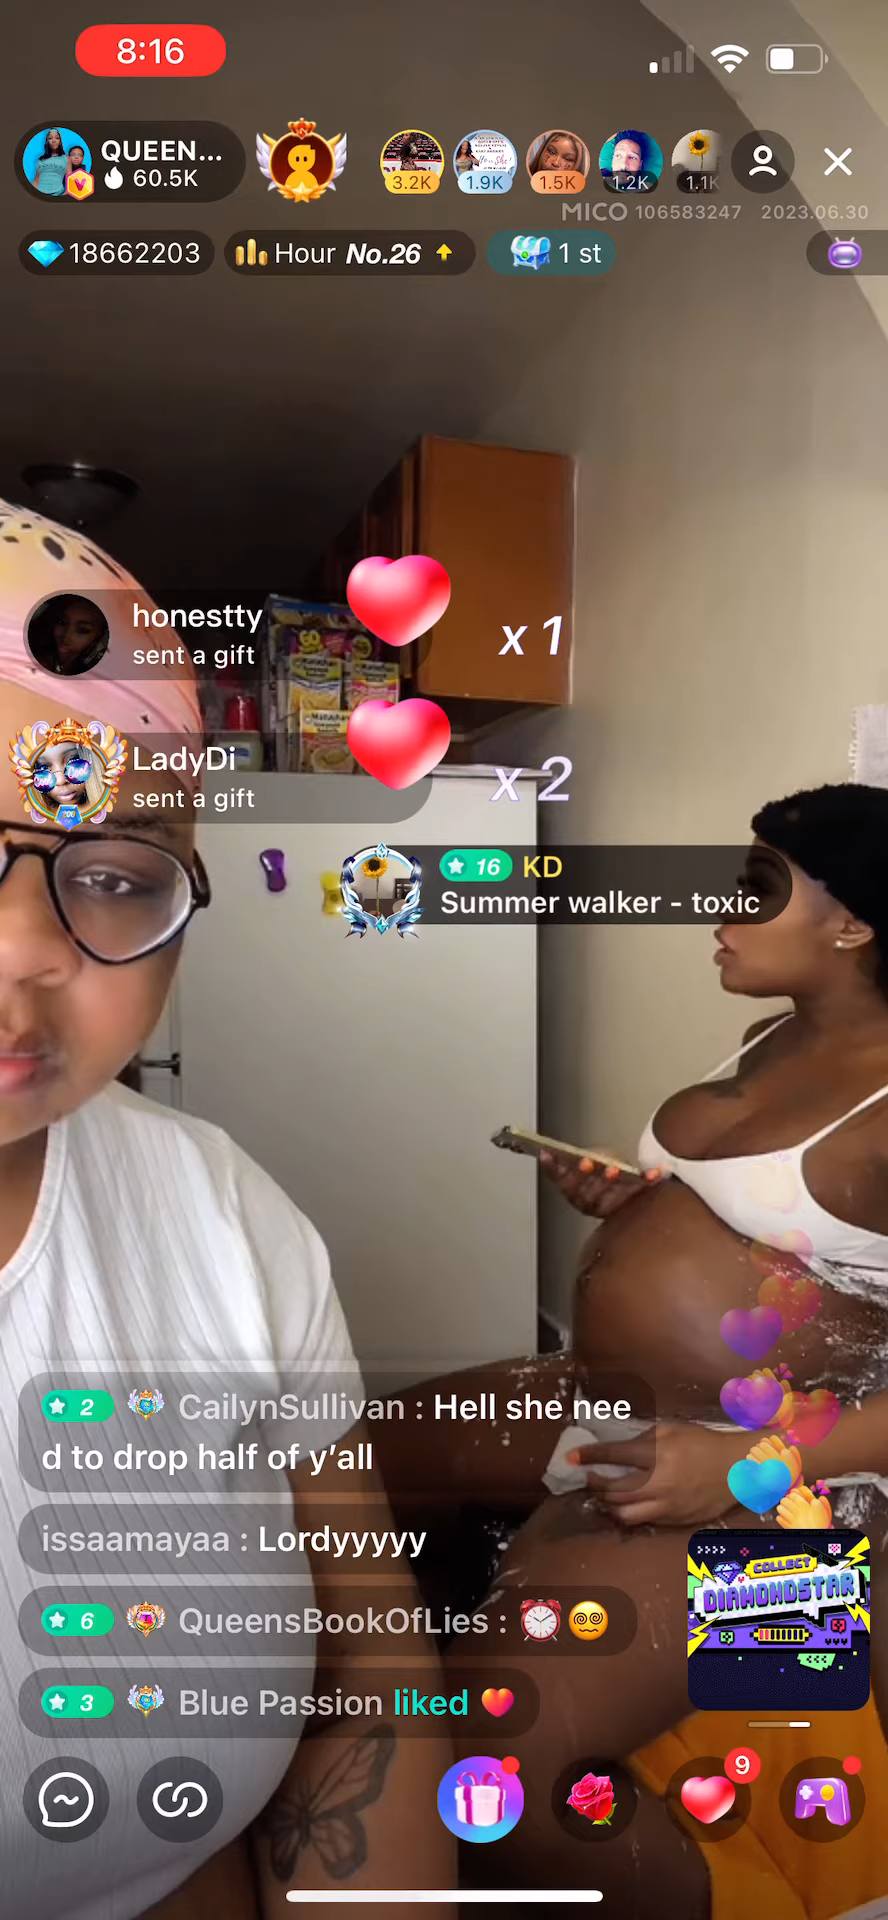 8:16
QUEEN...
60.5K
3.2K
1.9K
1.5K
1.2K
1.1K
MICO 106583247 2023.06.30
18662203
Hour No.26
1 st
honestty
sent a gift
x 1
LadyDi
sent a gift
x 2
16 KD
Summer walker - toxic
2 CailynSullivan : Hell she nee
d to drop half of y'all
issaamayaa : Lordyyyyy
6 QueensBookOfLies :
3 Blue Passion liked
COLLECT
DIAMONDSTAR
9